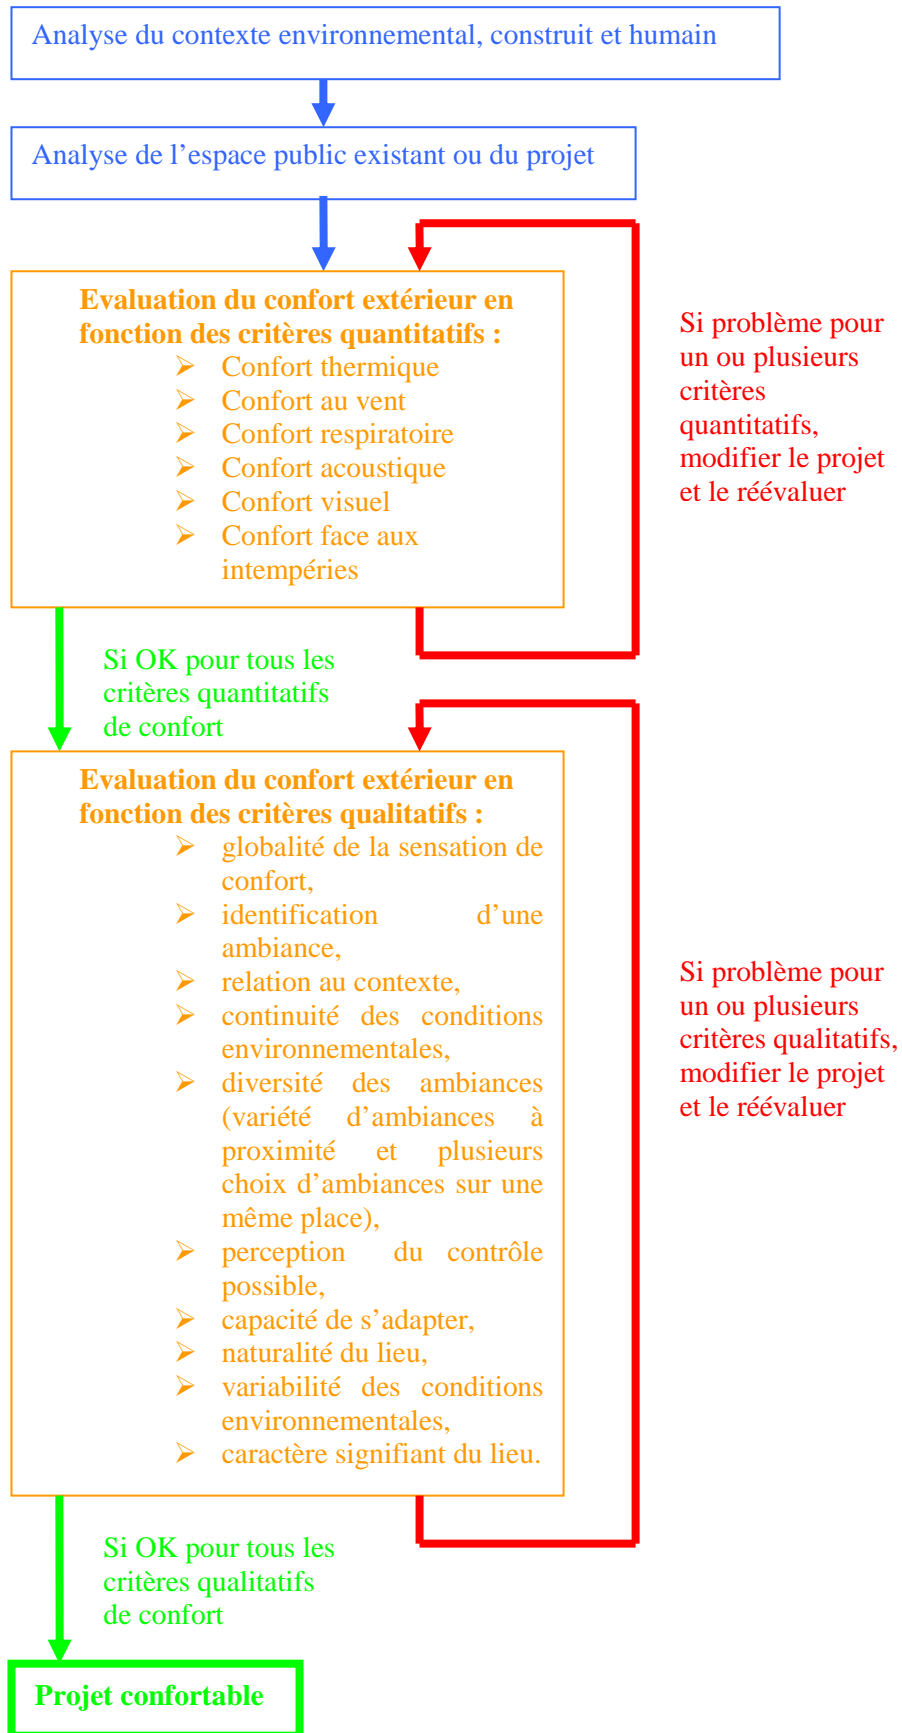 Analyse du contexte environnemental, construit et humain
Analyse de l'espace public existant ou du projet
Evaluation du confort extérieur en
fonction des critères quantitatifs :
➢ Confort thermique
➢ Confort au vent
➢ Confort respiratoire
➢ Confort acoustique
➢ Confort visuel
➢ Confort face aux
intempéries
Si problème pour
un ou plusieurs
critères
quantitatifs,
modifier le projet
et le réévaluer
Si OK pour tous les
critères quantitatifs
de confort
Evaluation du confort extérieur en
fonction des critères qualitatifs :
➢ globalité de la sensation de
confort,
➢ identification d'une
ambiance,
➢ relation au contexte,
➢ continuité des conditions
environnementales,
➢ diversité des ambiances
(variété d'ambiances à
proximité et plusieurs
choix d'ambiances sur une
même place),
➢ perception du contrôle
possible,
➢ capacité de s'adapter,
➢ naturalité du lieu,
➢ variabilité des conditions
environnementales,
➢ caractère signifiant du lieu.
Si problème pour
un ou plusieurs
critères qualitatifs,
modifier le projet
et le réévaluer
Si OK pour tous les
critères qualitatifs
de confort
Projet confortable